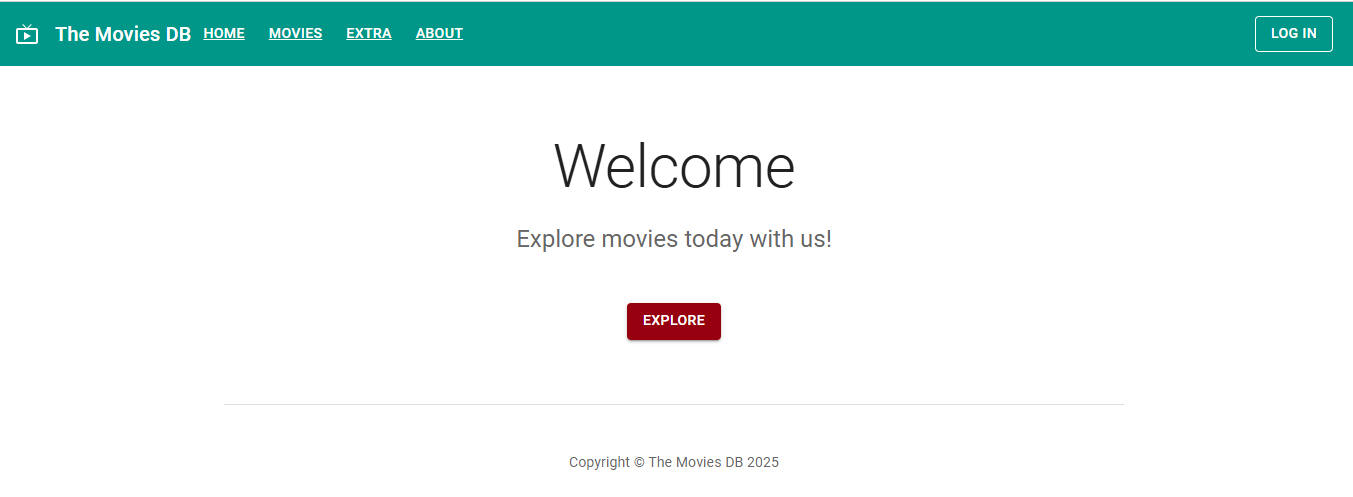 The Movies DB HOME MOVIES EXTRA ABOUT LOG IN
Welcome
Explore movies today with us!
EXPLORE
Copyright © The Movies DB 2025